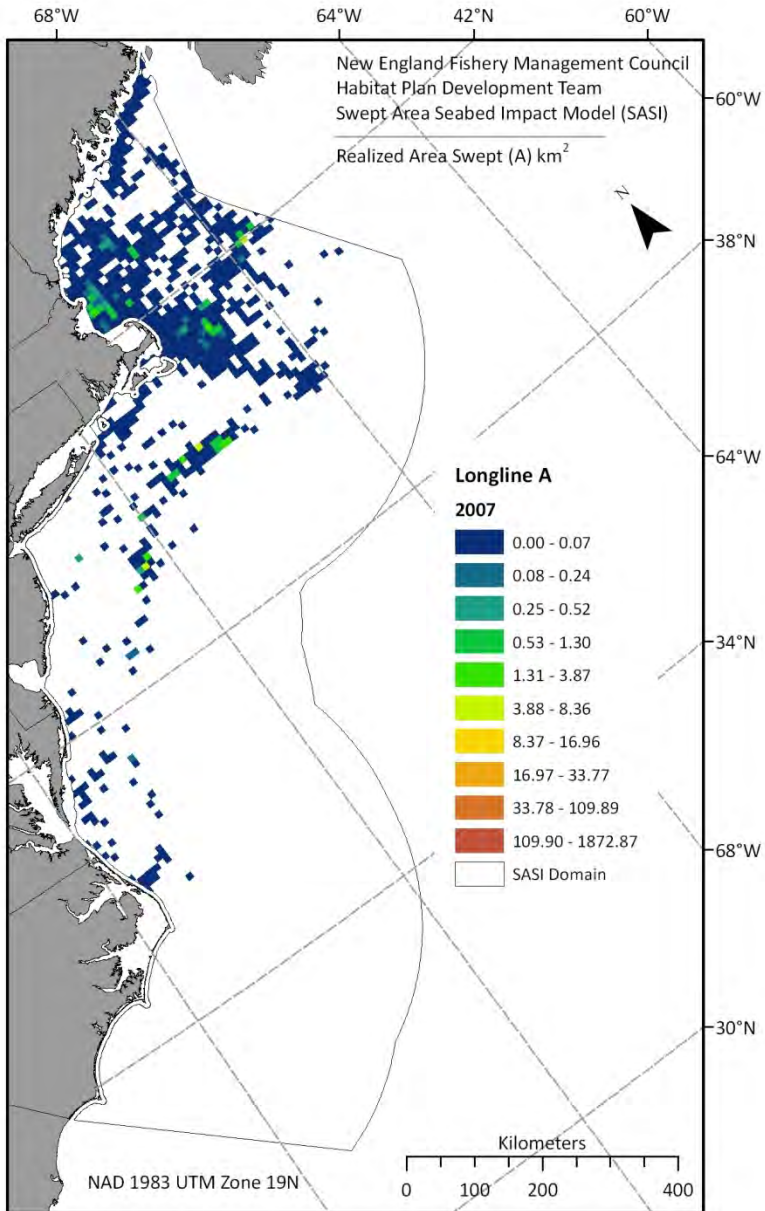 68°W 64°W 42°N 60°W
New England Fishery Management Council
Habitat Plan Development Team
Swept Area Seabed Impact Model (SASI)
Realized Area Swept (A) km²
60°W
N
38°N
64°W
Longline A
2007
0.00 - 0.07
0.08 - 0.24
0.25 - 0.52
0.53 - 1.30
1.31 - 3.87
3.88 - 8.36
8.37 - 16.96
16.97 - 33.77
33.78 - 109.89
109.90 - 1872.87
SASI Domain
34°N
68°W
30°N
Kilometers
0 100 200 300 400
NAD 1983 UTM Zone 19N